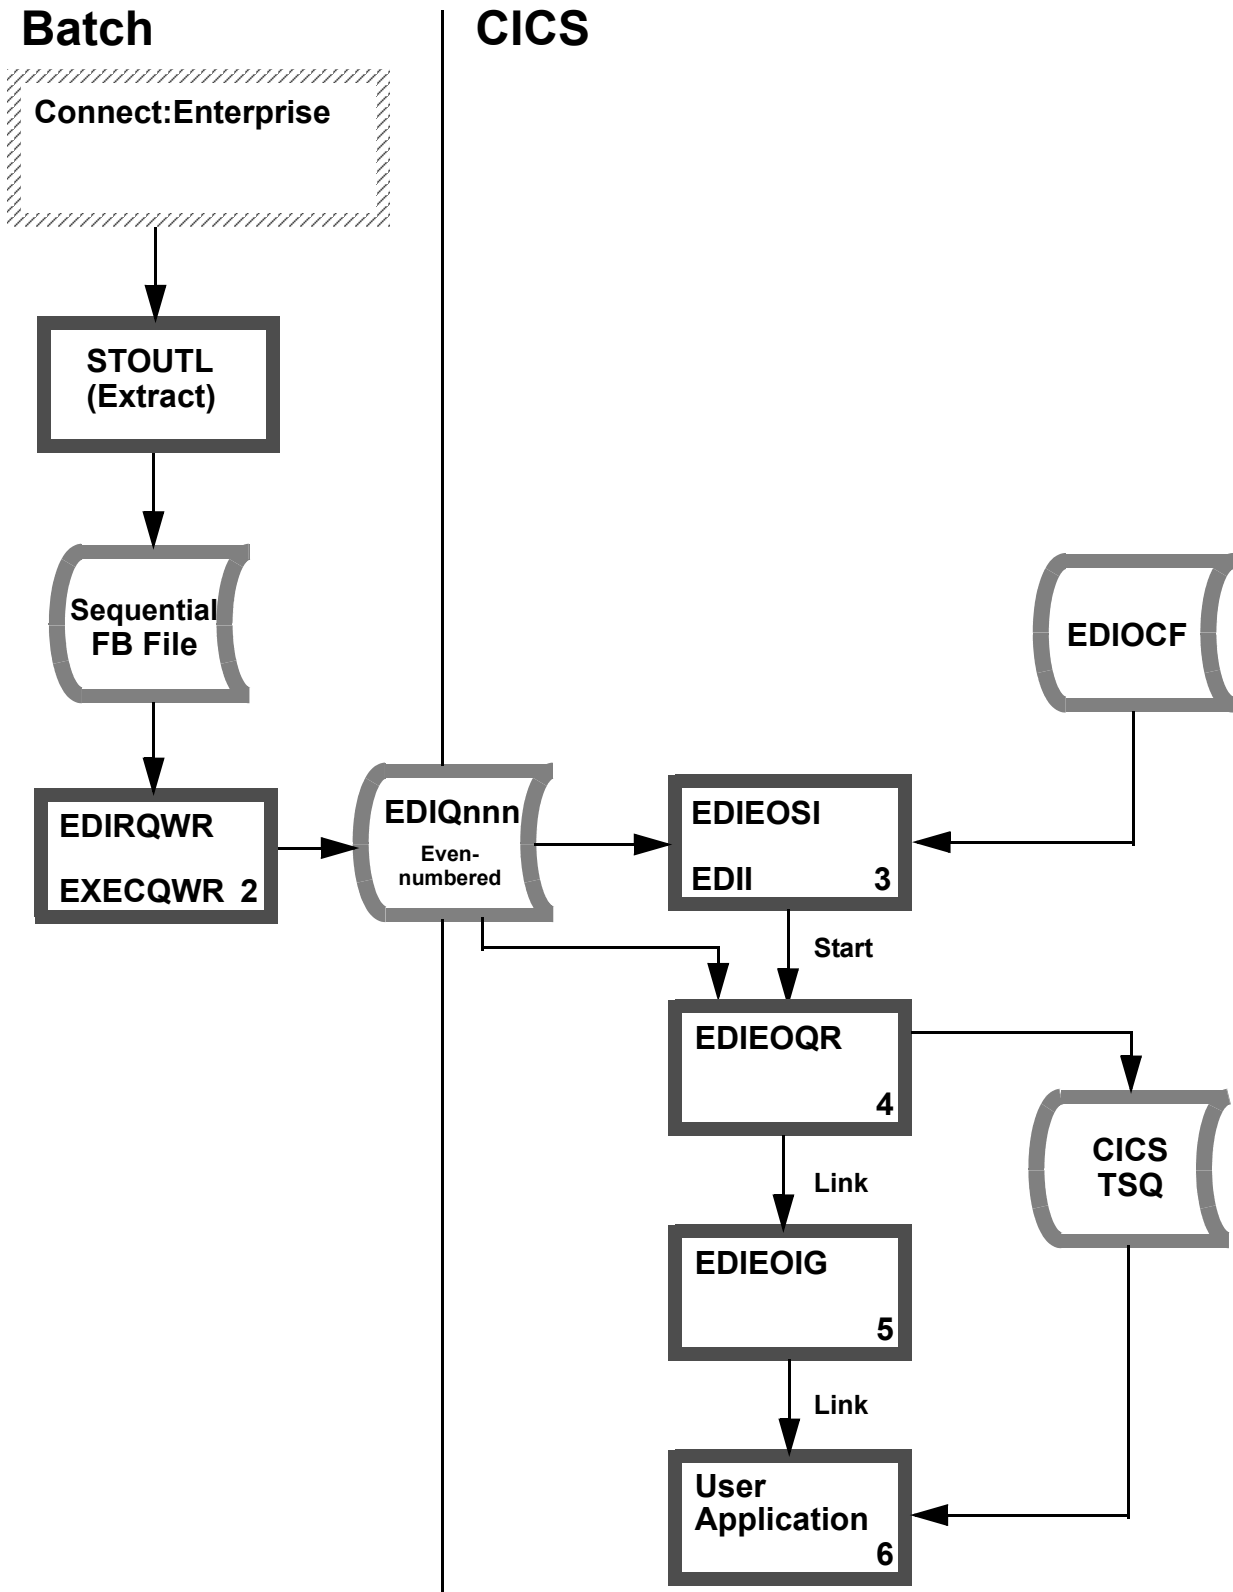 Batch
CICS
Connect:Enterprise
STOUTL
(Extract)
Sequential
FB File
EDIOCF
EDIRQWR
EXECQWR 2
EDIQnnn
Even-
numbered
EDIEOSI
EDII 3
Start
EDIEOQR
4
Link
CICS
TSQ
EDIEOIG
5
Link
User
Application
6